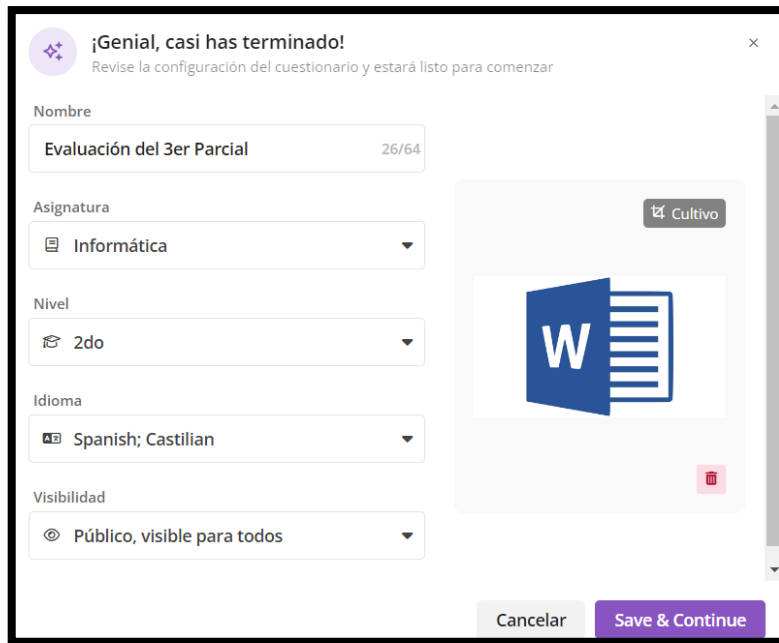 ¡Genial, casi has terminado!
Revise la configuración del cuestionario y estará listo para comenzar
Nombre
Evaluación del 3er Parcial 26/64
Asignatura
Informática
Nivel
2do
Idioma
Spanish; Castilian
Visibilidad
Público, visible para todos
Cultivo
W
Cancelar
Save & Continue